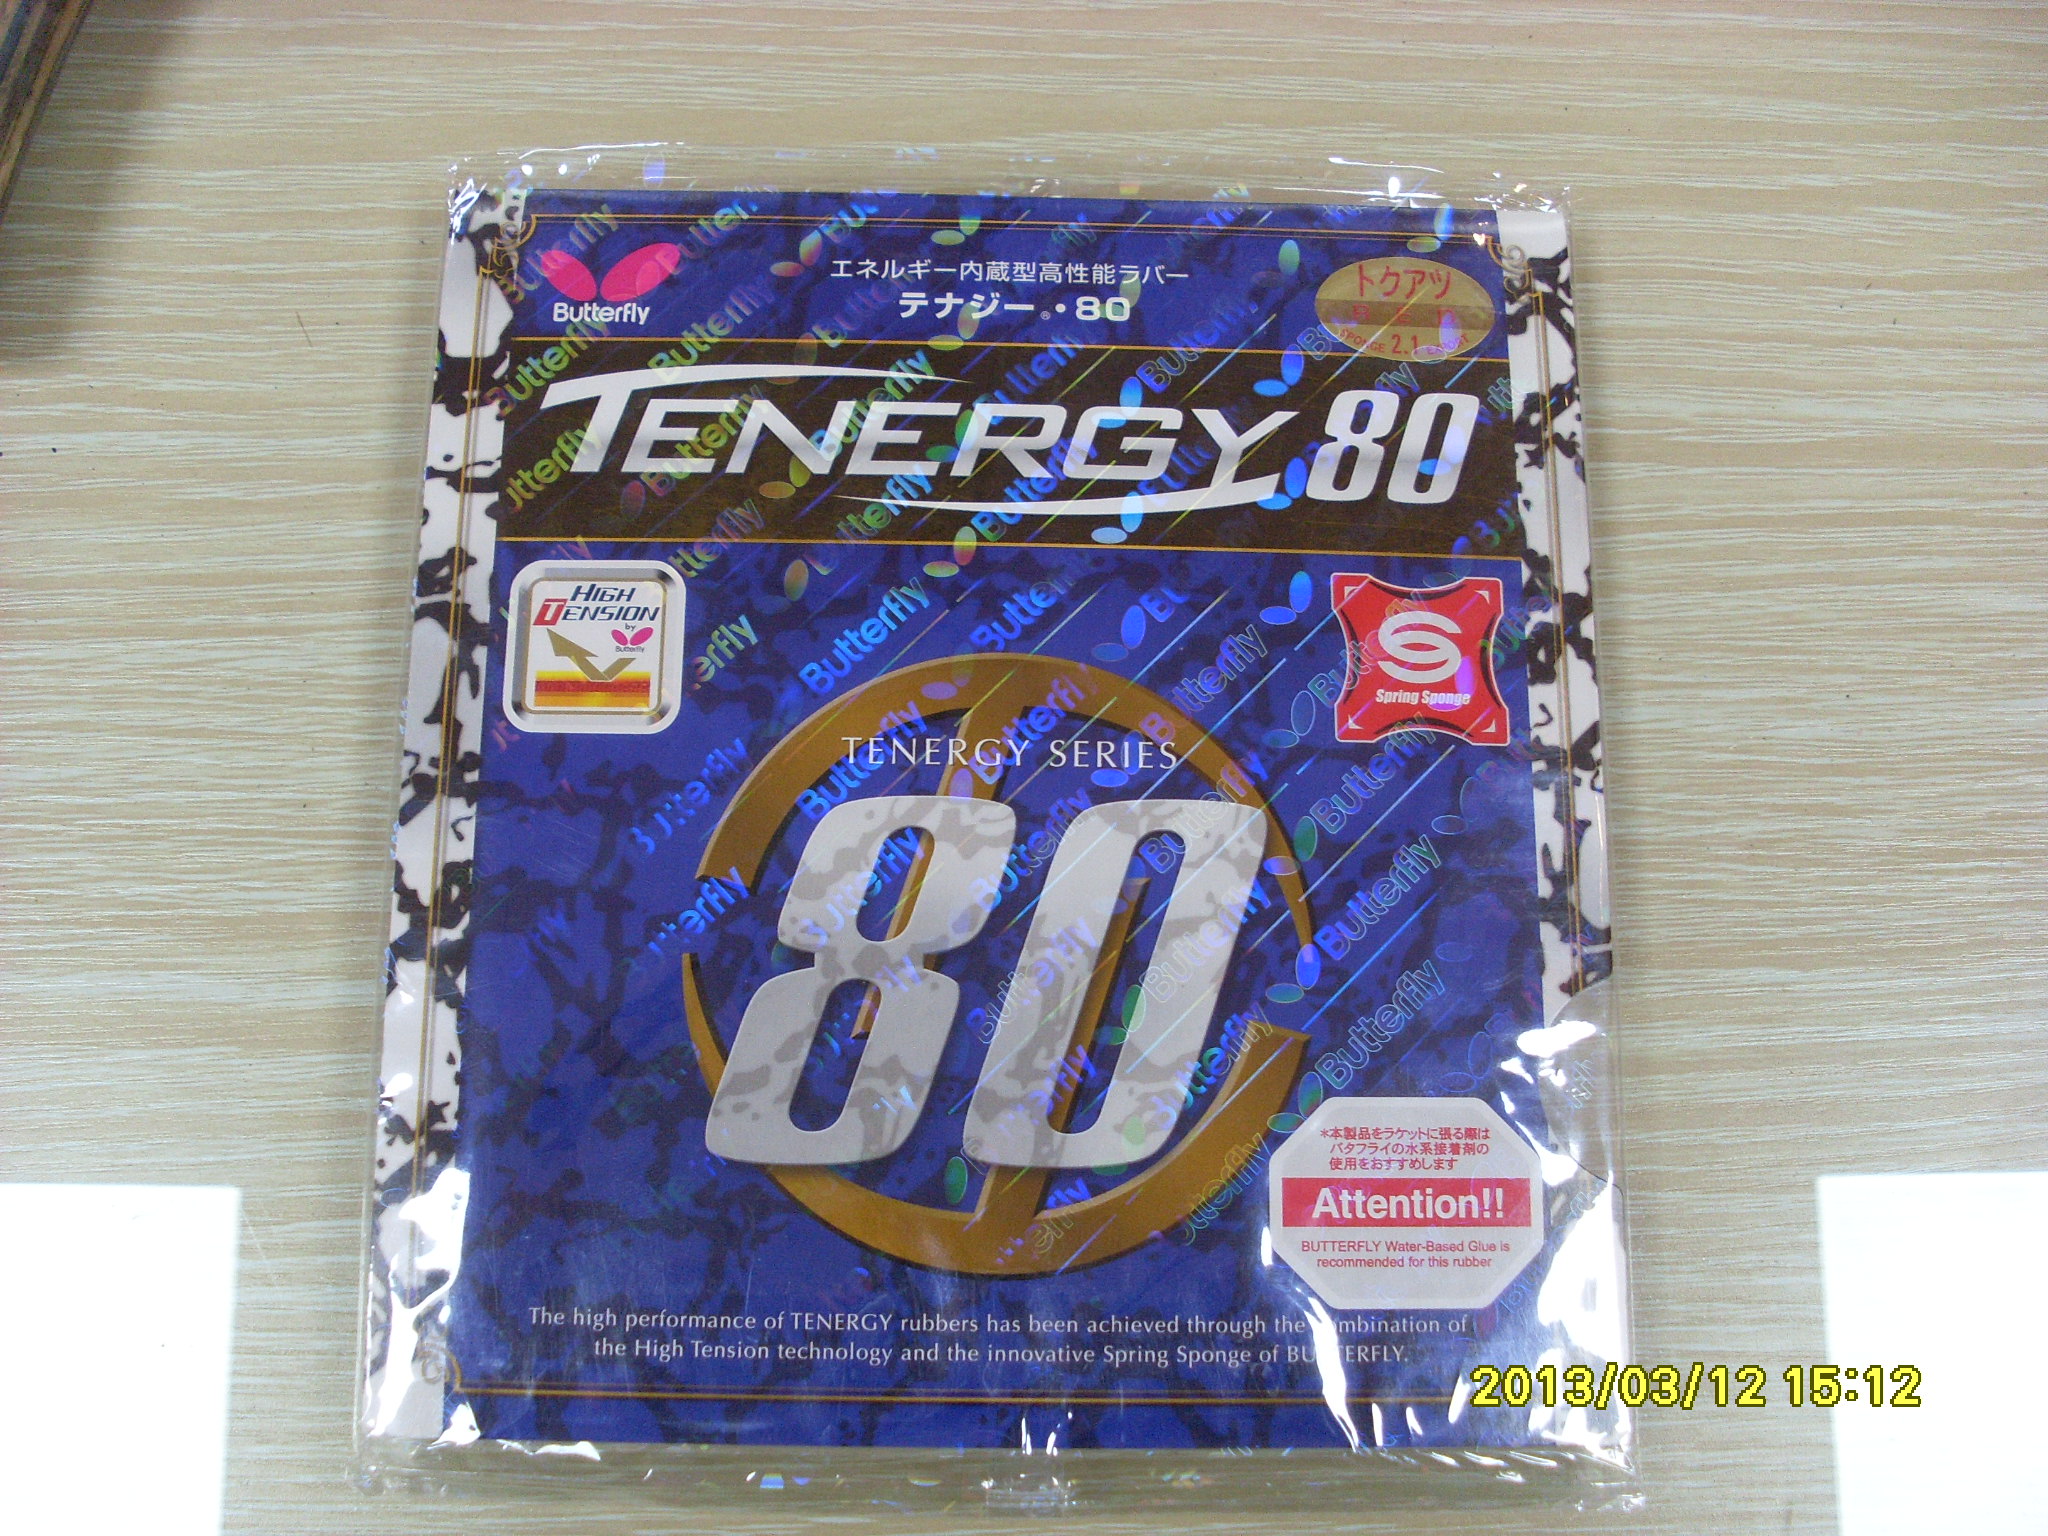 Butterfly
エネルギー内蔵型高性能ラバー
テナジー®・80
トクアツ
SPONGE 2.1 EXPORT
TENERGY 80
HIGH
TENSION
by
Butterfly
Spring Sponge
TENERGY SERIES
80
*本製品をラケットに張る際は
バタフライの水系接着剤の
使用をおすすめします
Attention!!
BUTTERFLY Water-Based Glue is
recommended for this rubber
The high performance of TENERGY rubbers has been achieved through the combination of
the High Tension technology and the innovative Spring Sponge of BUTTERFLY.
2013/03/12 15:12